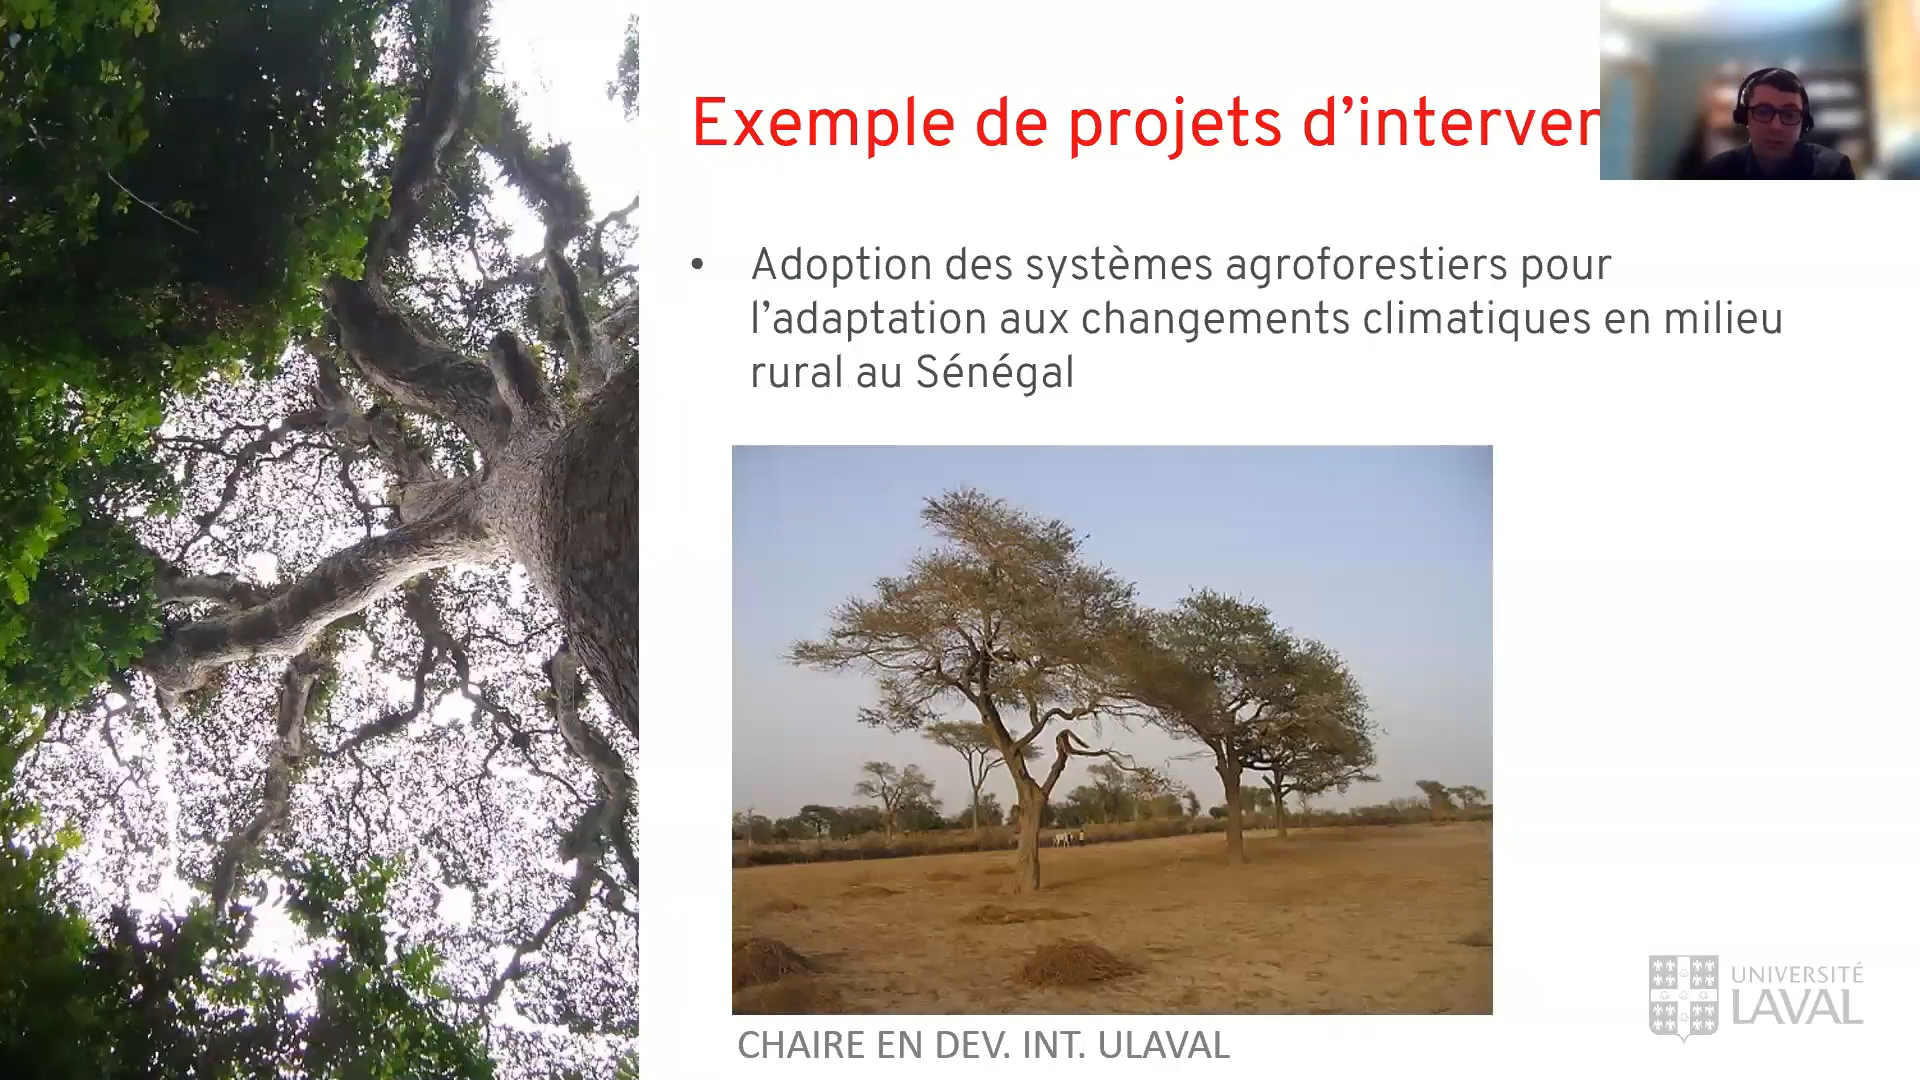 Exemple de projets d'interven
• Adoption des systèmes agroforestiers pour
l'adaptation aux changements climatiques en milieu
rural au Sénégal
CHAIRE EN DEV. INT. ULAVAL
UNIVERSITÉ
LAVAL